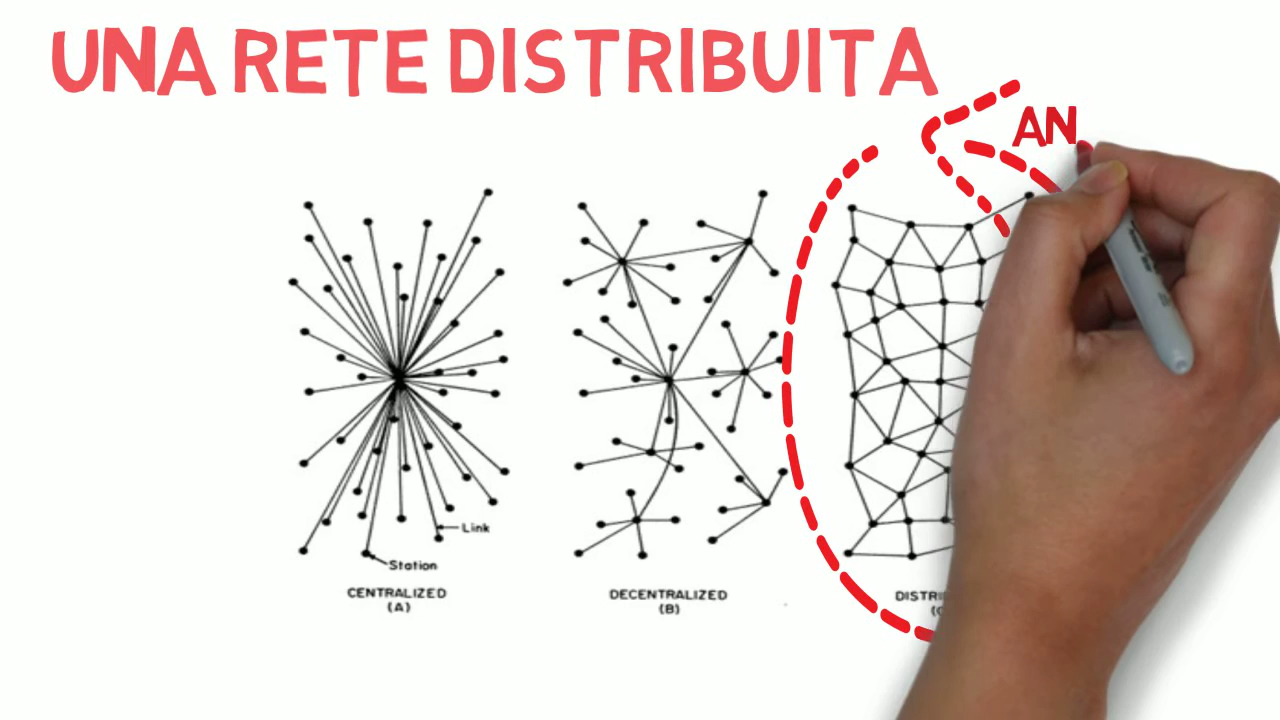 UNA RETE DISTRIBUITA
AN
Link
Station
CENTRALIZED
(A)
DECENTRALIZED
(B)